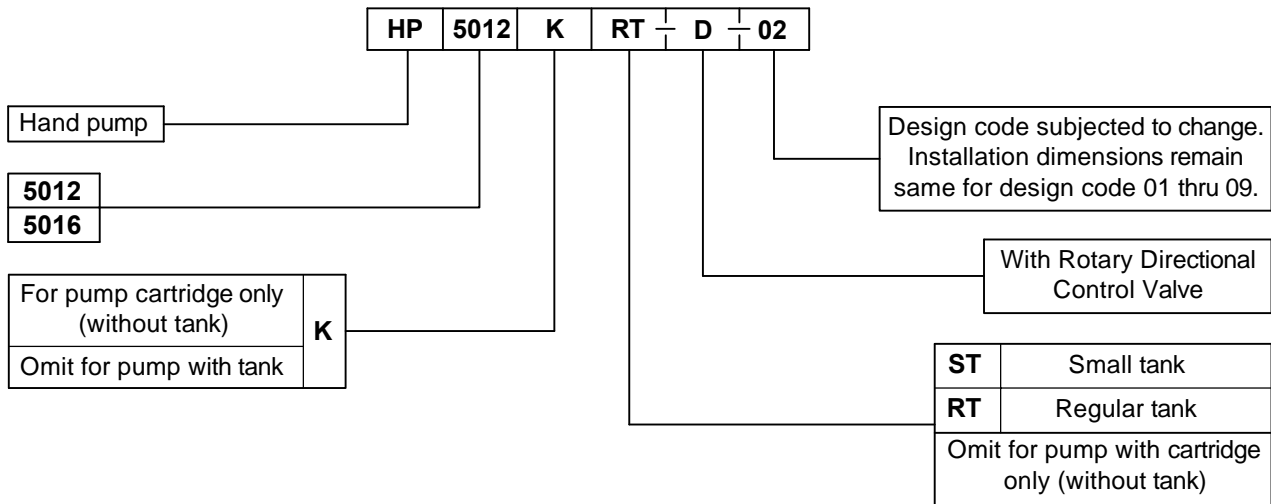 HP 5012 K RT D 02
Hand pump
5012
5016
For pump cartridge only
(without tank)
Omit for pump with tank
K
Design code subjected to change.
Installation dimensions remain
same for design code 01 thru 09.
With Rotary Directional
Control Valve
ST Small tank
RT Regular tank
Omit for pump with cartridge
only (without tank)